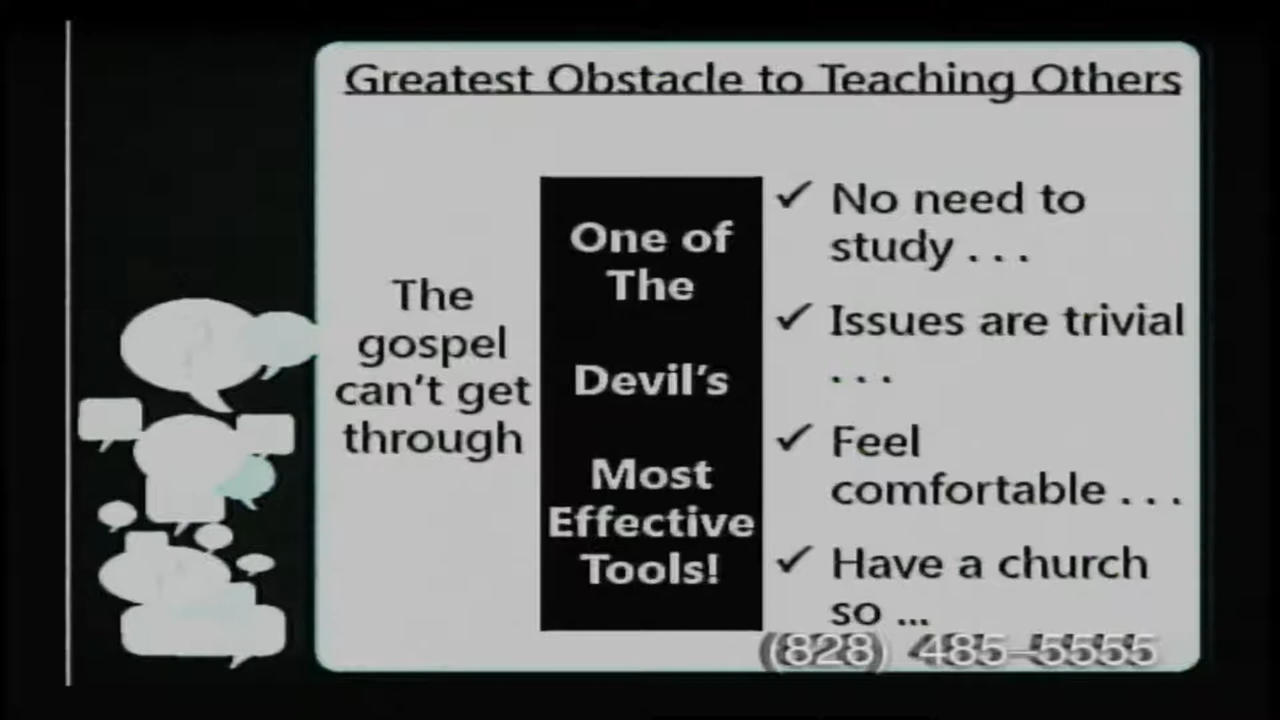 Greatest Obstacle to Teaching Others
The
gospel
can't get
through
One of
The
Devil's
Most
Effective
Tools!
✓ No need to
study . . .
✓ Issues are trivial
. . .
✓ Feel
comfortable . . .
✓ Have a church
so ...
(828) 485-5555